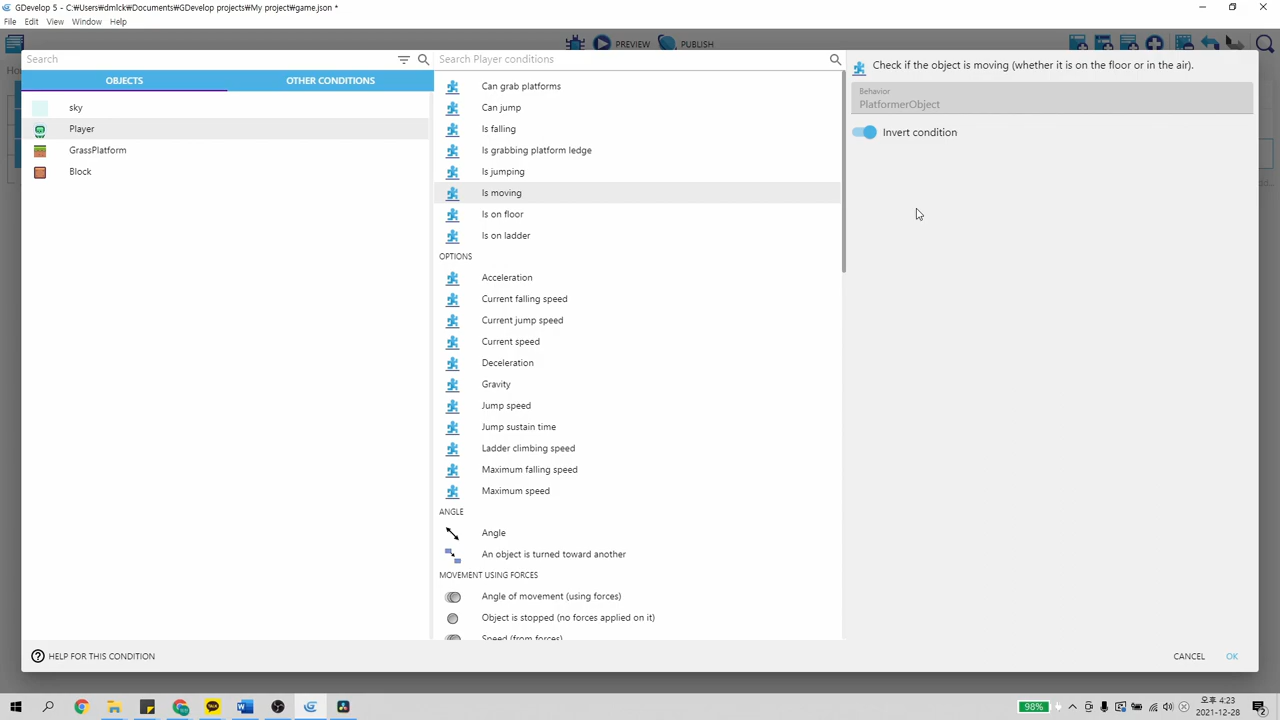 GDevelop 5 - C:₩Users₩dmlck₩Documents₩GDevelop projects₩My project₩game.json *
File Edit View Window Help
PREVIEW PUBLISH
Search
Search Player conditions
OBJECTS
OTHER CONDITIONS
sky
Player
GrassPlatform
Block
Can grab platforms
Can jump
Is falling
Is grabbing platform ledge
Is jumping
Is moving
Is on floor
Is on ladder
OPTIONS
Acceleration
Current falling speed
Current jump speed
Current speed
Deceleration
Gravity
Jump speed
Jump sustain time
Ladder climbing speed
Maximum falling speed
Maximum speed
ANGLE
Angle
An object is turned toward another
MOVEMENT USING FORCES
Angle of movement (using forces)
Object is stopped (no forces applied on it)
Speed (from forces)
Check if the object is moving (whether it is on the floor or in the air).
Behavior
PlatformerObject
Invert condition
HELP FOR THIS CONDITION
CANCEL
OK
98%
오후 4:23
2021-12-28
2